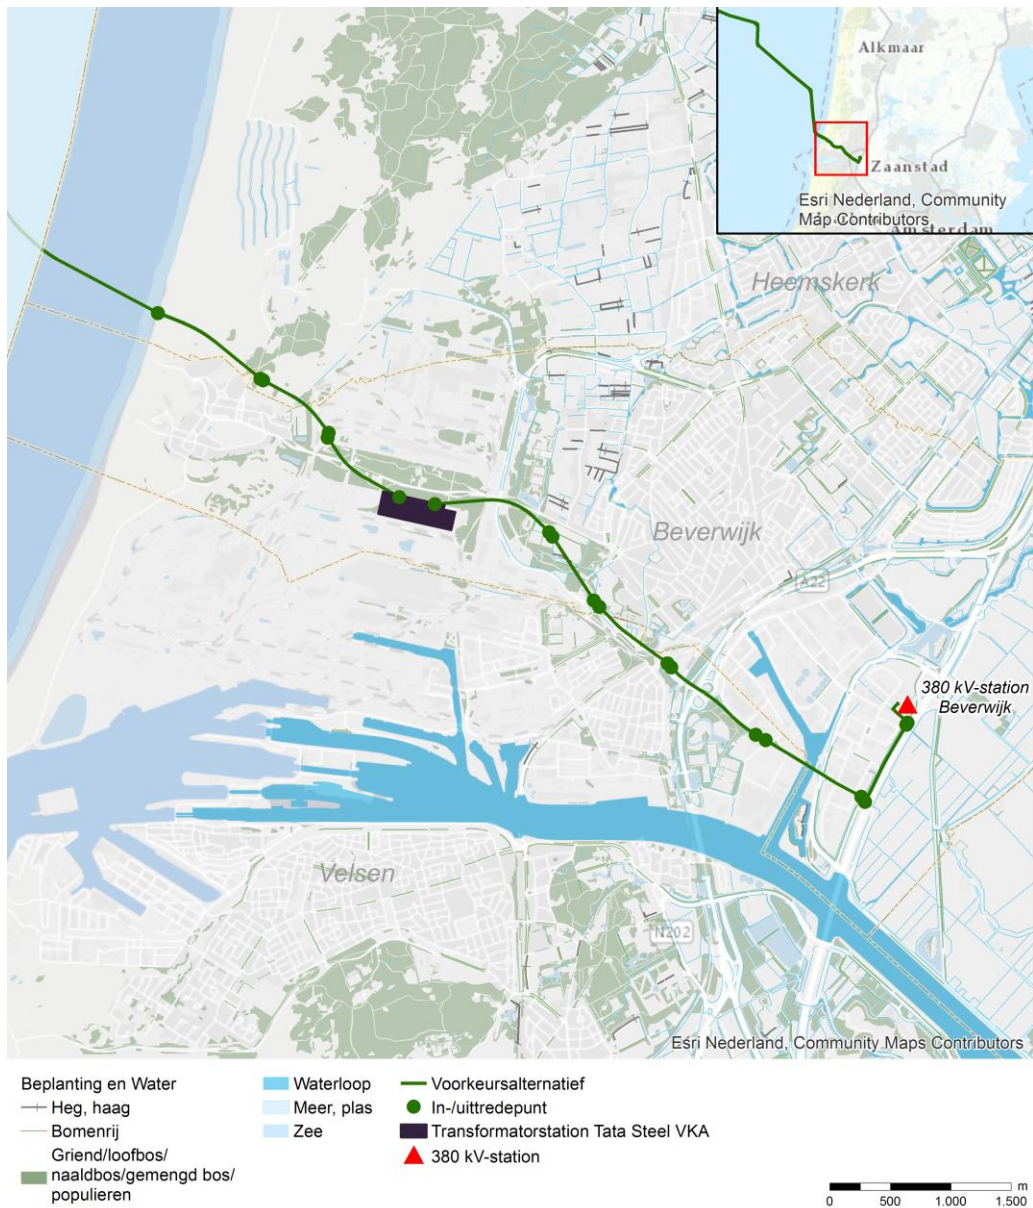 Alkmaar
Zaanstad
Esri Nederland, Community
Map Contributors
Amsterdam
Heemskerk
Beverwijk
A22
380 kV-station
Beverwijk
Velsen
N202
Esri Nederland, Community Maps Contributors
Beplanting en Water
Heg, haag
Bomenrij
Griend/loofbos/
naaldbos/gemengd bos/
populieren
Waterloop
Meer, plas
Zee
Voorkeursalternatief
In-/uittredepunt
Transformatorstation Tata Steel VKA
380 kV-station
m
0 500 1.000 1.500